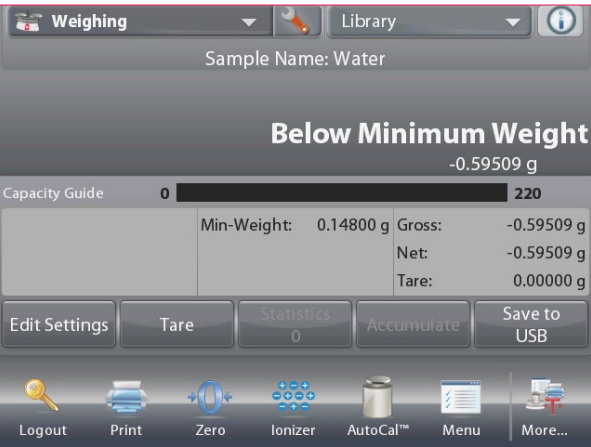 Weighing
Library
Sample Name: Water
Below Minimum Weight
-0.59509 g
Capacity Guide 0 220
Min-Weight: 0.14800 g Gross: -0.59509 g
Net: -0.59509 g
Tare: 0.00000 g
Edit Settings Tare Statistics 0 Accumulate Save to USB
Logout Print Zero Ionizer AutoCal™ Menu More...